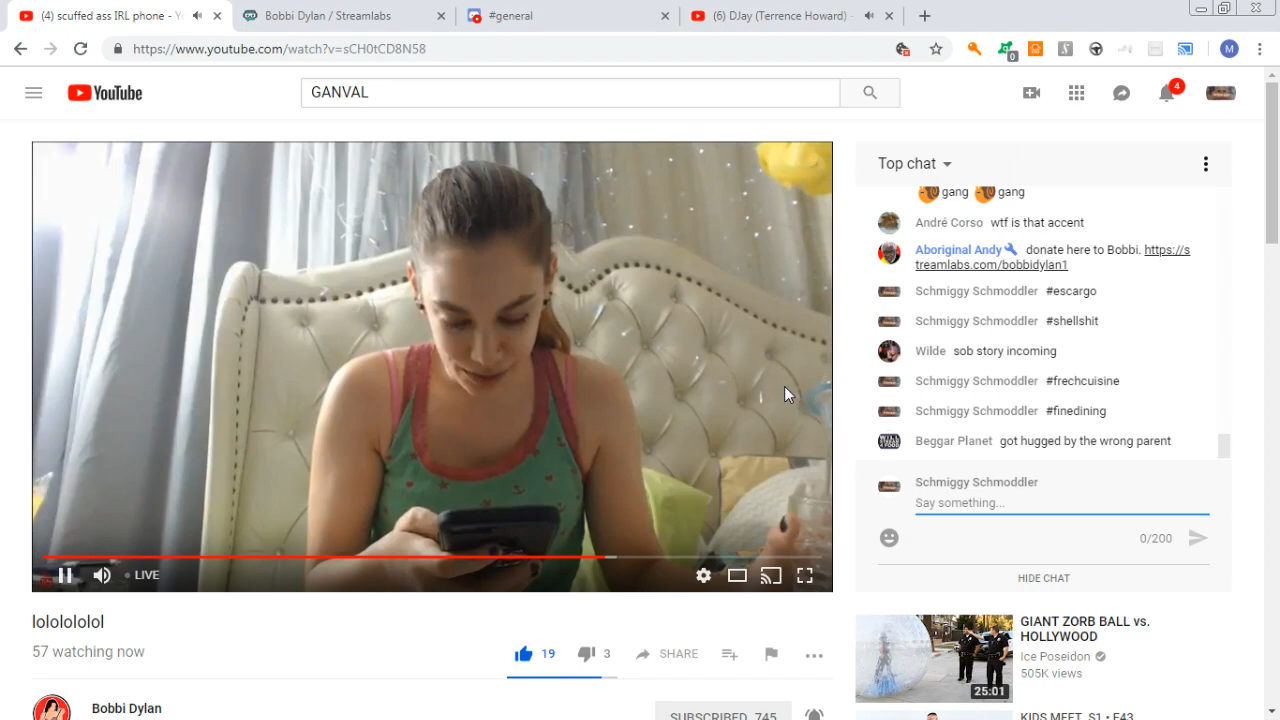 (4) scuffed ass IRL phone - Y
Bobbi Dylan / Streamlabs
#general
(6) DJay (Terrence Howard) -
https://www.youtube.com/watch?v=sCH0tCD8N58
0
M
YouTube
GANVAL
4
Top chat
gang gang
André Corso wtf is that accent
Aboriginal Andy donate here to Bobbi. https://s
treamlabs.com/bobbidylan1
Schmiggy Schmoddler #escargo
Schmiggy Schmoddler #shellshit
Wilde sob story incoming
Schmiggy Schmoddler #frechcuisine
Schmiggy Schmoddler #finedining
Beggar Planet got hugged by the wrong parent
Schmiggy Schmoddler
Say something...
0/200
HIDE CHAT
LIVE
lolololol
57 watching now
19
3
SHARE
Bobbi Dylan
SUBSCRIBED 745
GIANT ZORB BALL vs.
HOLLYWOOD
Ice Poseidon
505K views
25:01
KIDS MEET S1 • E43